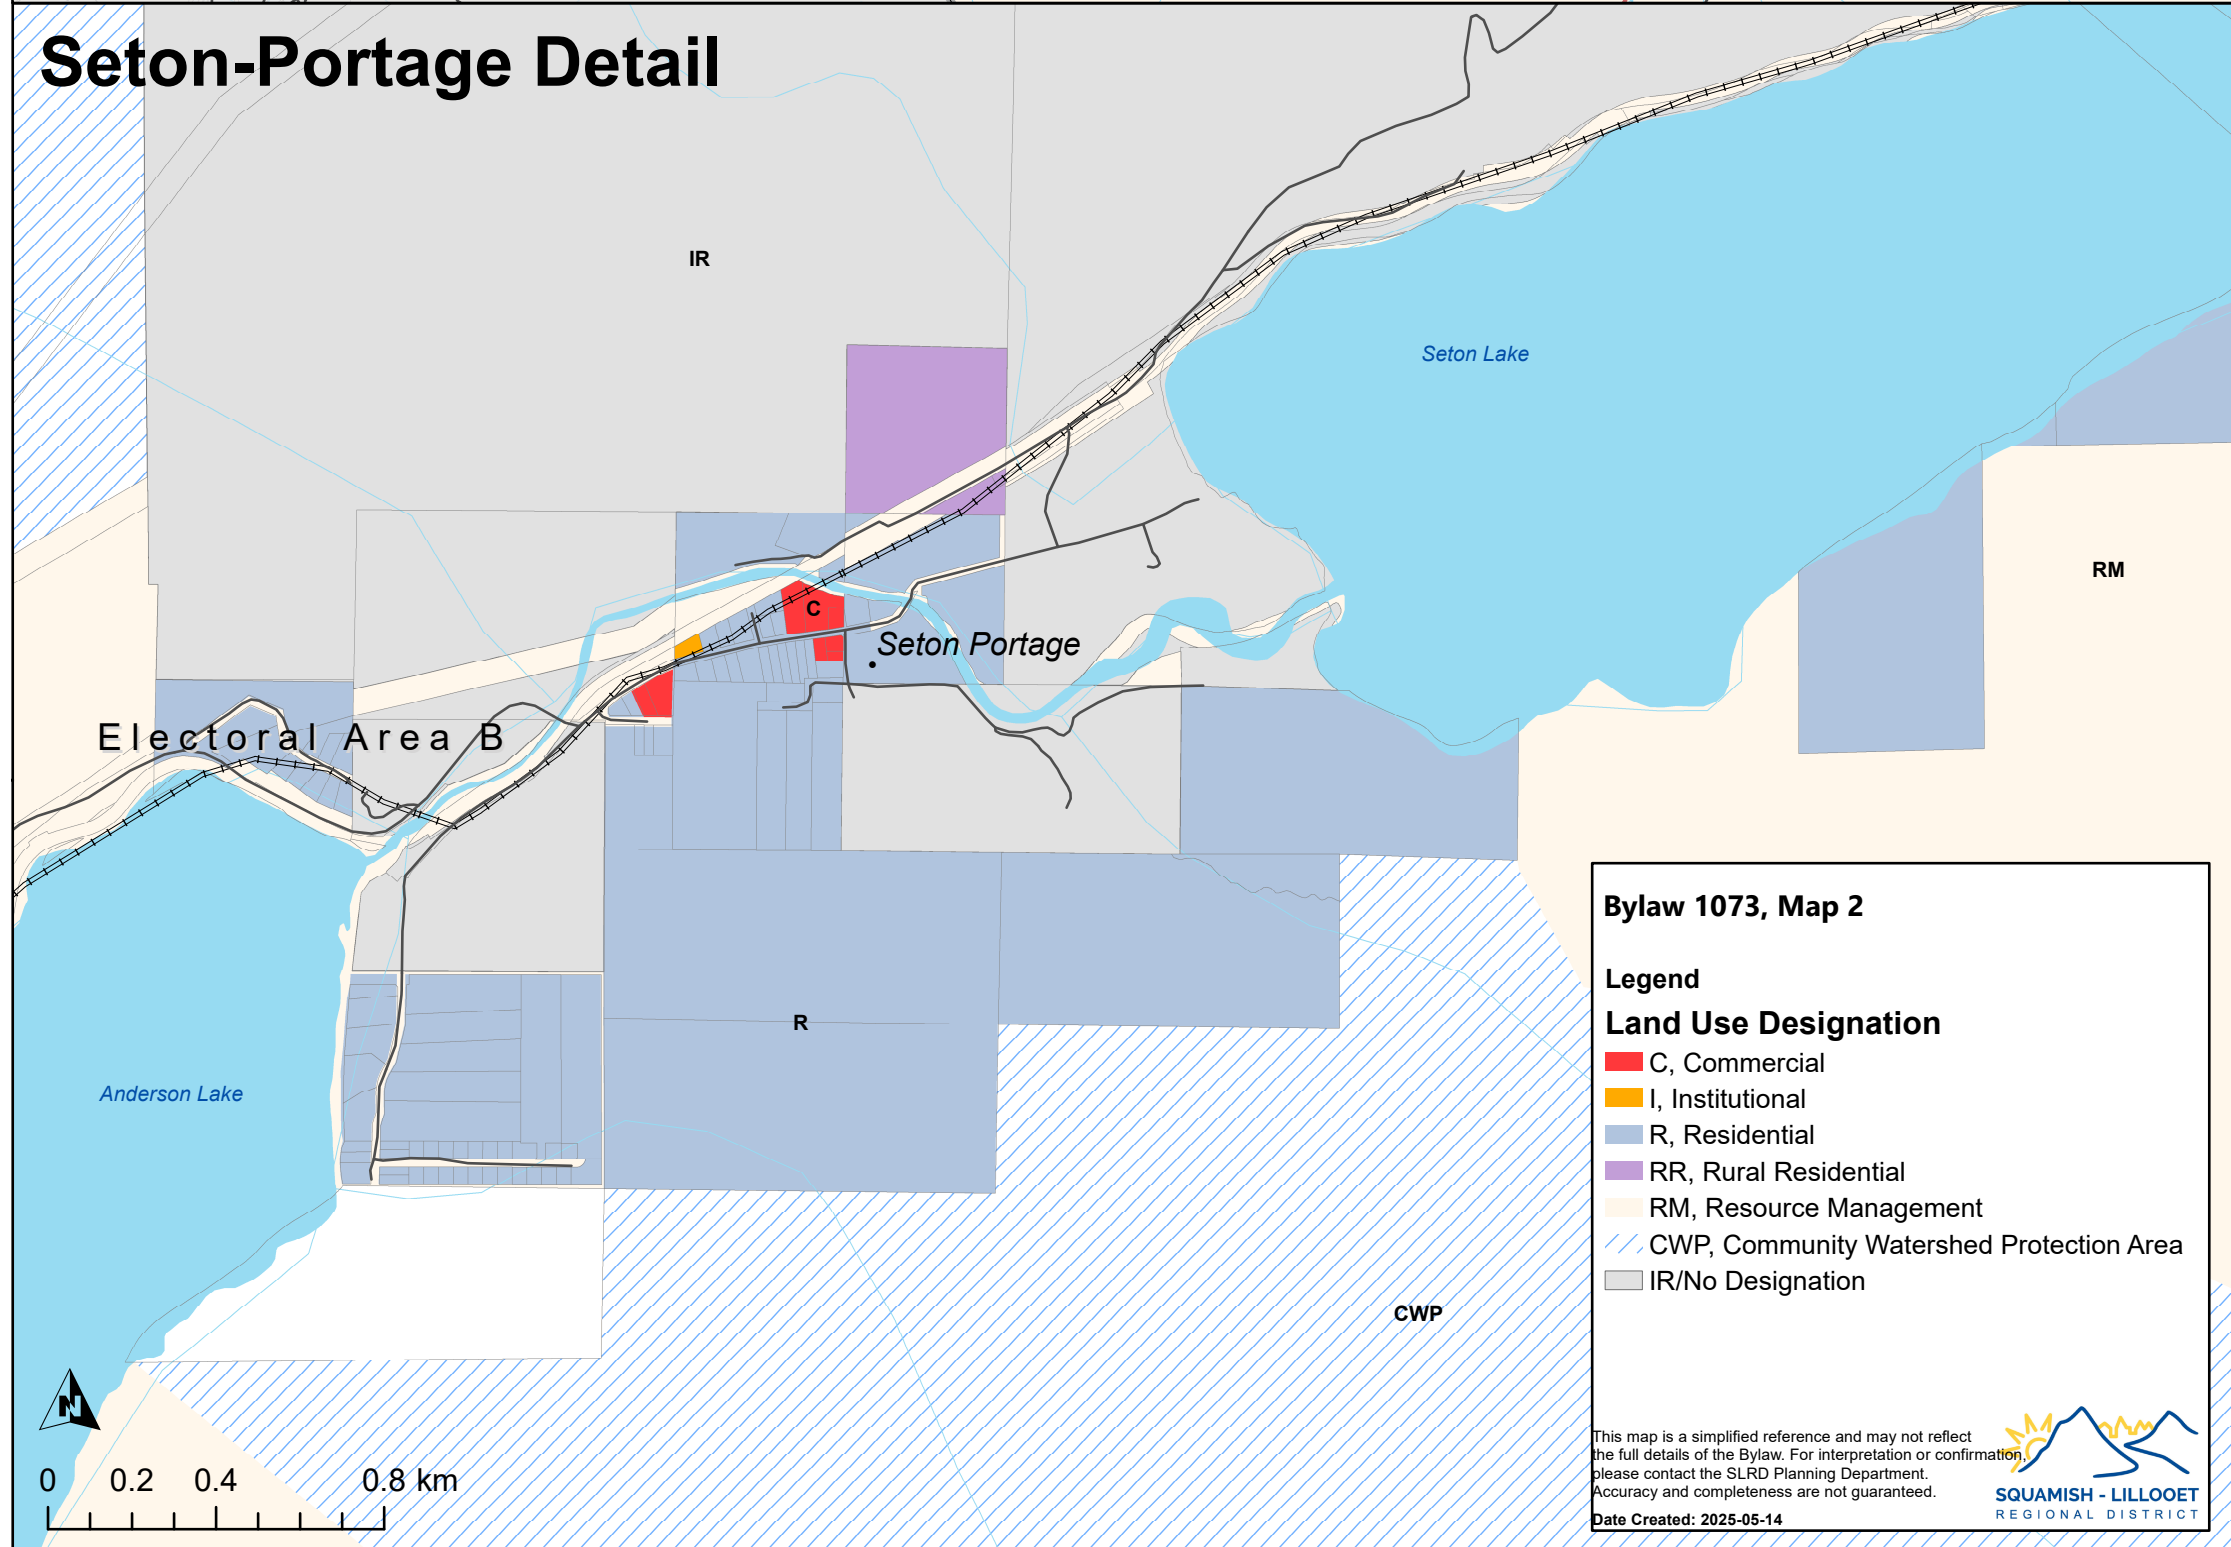 Seton-Portage Detail
IR
Seton Lake
RM
C
Seton Portage
Electoral Area B
R
Anderson Lake
CWP
N
0 0.2 0.4 0.8 km
Bylaw 1073, Map 2
Legend
Land Use Designation
C, Commercial
I, Institutional
R, Residential
RR, Rural Residential
RM, Resource Management
CWP, Community Watershed Protection Area
IR/No Designation
This map is a simplified reference and may not reflect
the full details of the Bylaw. For interpretation or confirmation,
please contact the SLRD Planning Department.
Accuracy and completeness are not guaranteed.
Date Created: 2025-05-14
SQUAMISH - LILLOOET
REGIONAL DISTRICT